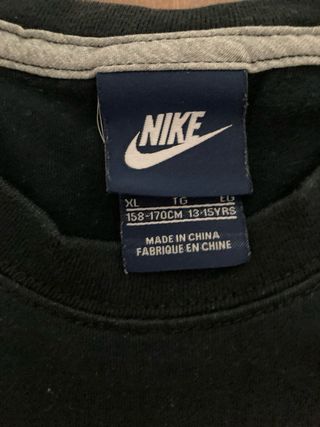 NIKE
XL TG EG
158-170CM 13-15YRS
MADE IN CHINA
FABRIQUE EN CHINE